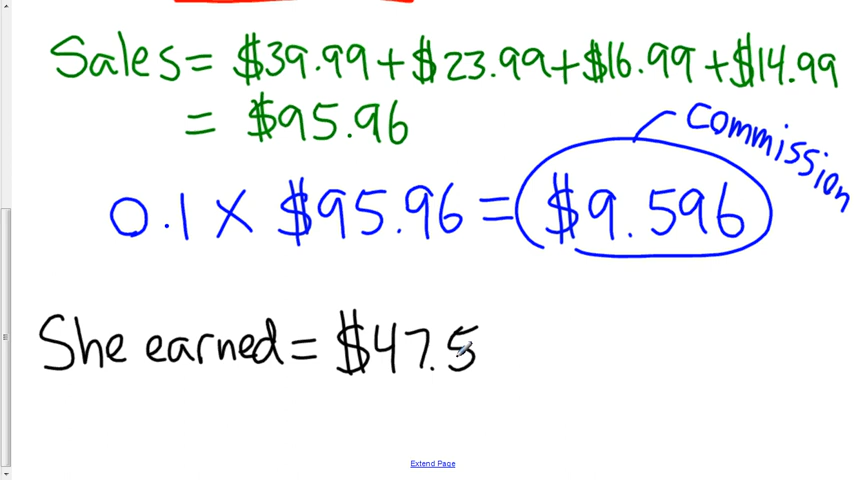 Sales = $39.99 + $23.99 + $16.99 + $14.99
= $95.96
Commission
0.1 × $95.96 = $9.596
She earned = $47.5
Extend Page